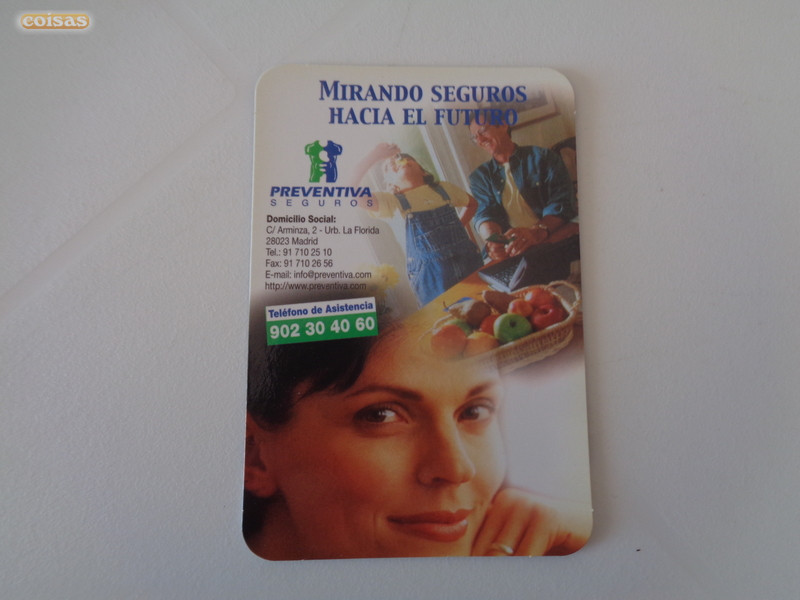 coisas
MIRANDO SEGUROS
HACIA EL FUTURO
PREVENTIVA
SEGUROS
Domicilio Social:
C/ Arminza, 2 - Urb. La Florida
28023 Madrid
Tel.: 91 710 25 10
Fax: 91 710 26 56
E-mail: info@preventiva.com
http://www.preventiva.com
Teléfono de Asistencia
902 30 40 60